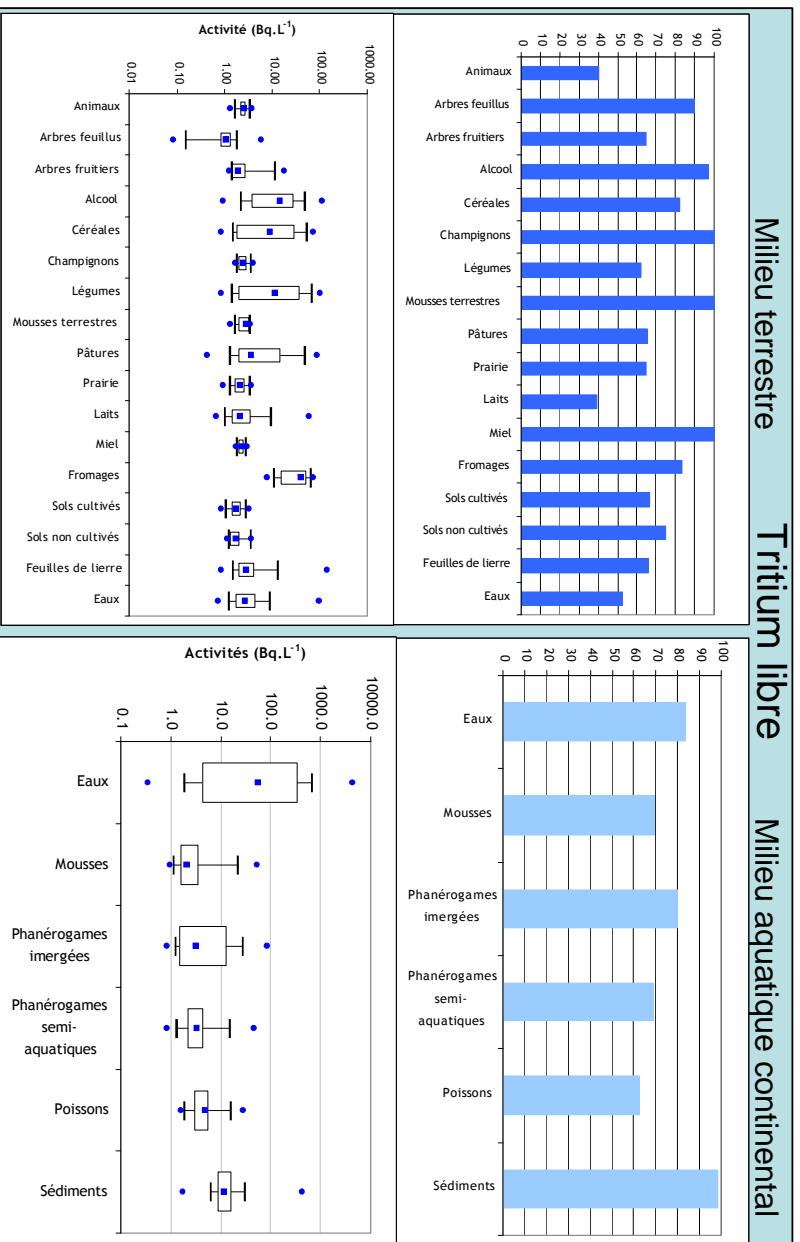 Tritium libre
Milieu terrestre
0 10 20 30 40 50 60 70 80 90 100
Animaux
Arbres feuillus
Arbres fruitiers
Alcool
Céréales
Champignons
Légumes
Mousses terrestres
Pâtures
Prairie
Laits
Miel
Fromages
Sols cultivés
Sols non cultivés
Feuilles de lierre
Eaux
Activité (Bq.L⁻¹)
0.01 0.10 1.00 10.00 100.00 1000.00
Animaux
Arbres feuillus
Arbres fruitiers
Alcool
Céréales
Champignons
Légumes
Mousses terrestres
Pâtures
Prairie
Laits
Miel
Fromages
Sols cultivés
Sols non cultivés
Feuilles de lierre
Eaux
Milieu aquatique continental
0 10 20 30 40 50 60 70 80 90 100
Eaux
Mousses
Phanérogames
imergées
Phanérogames
semi-
aquatiques
Poissons
Sédiments
Activités (Bq.L⁻¹)
0.1 1.0 10.0 100.0 1000.0 10000.0
Eaux
Mousses
Phanérogames
imergées
Phanérogames
semi-
aquatiques
Poissons
Sédiments